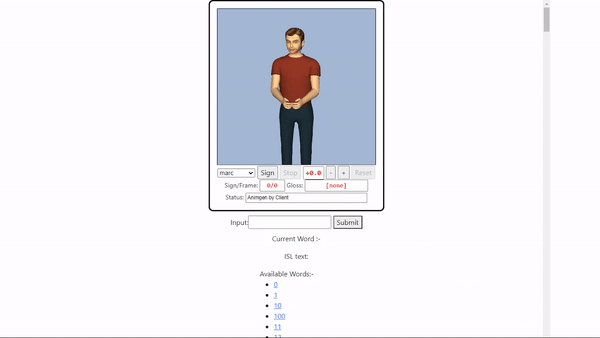 marc Sign Stop +0.0 - + Reset
Sign/Frame: 0/0 Gloss: [none]
Status: Animgen by Client
Input: Submit
Current Word :-
ISL text:
Available Words:-
0
1
10
100
11
12